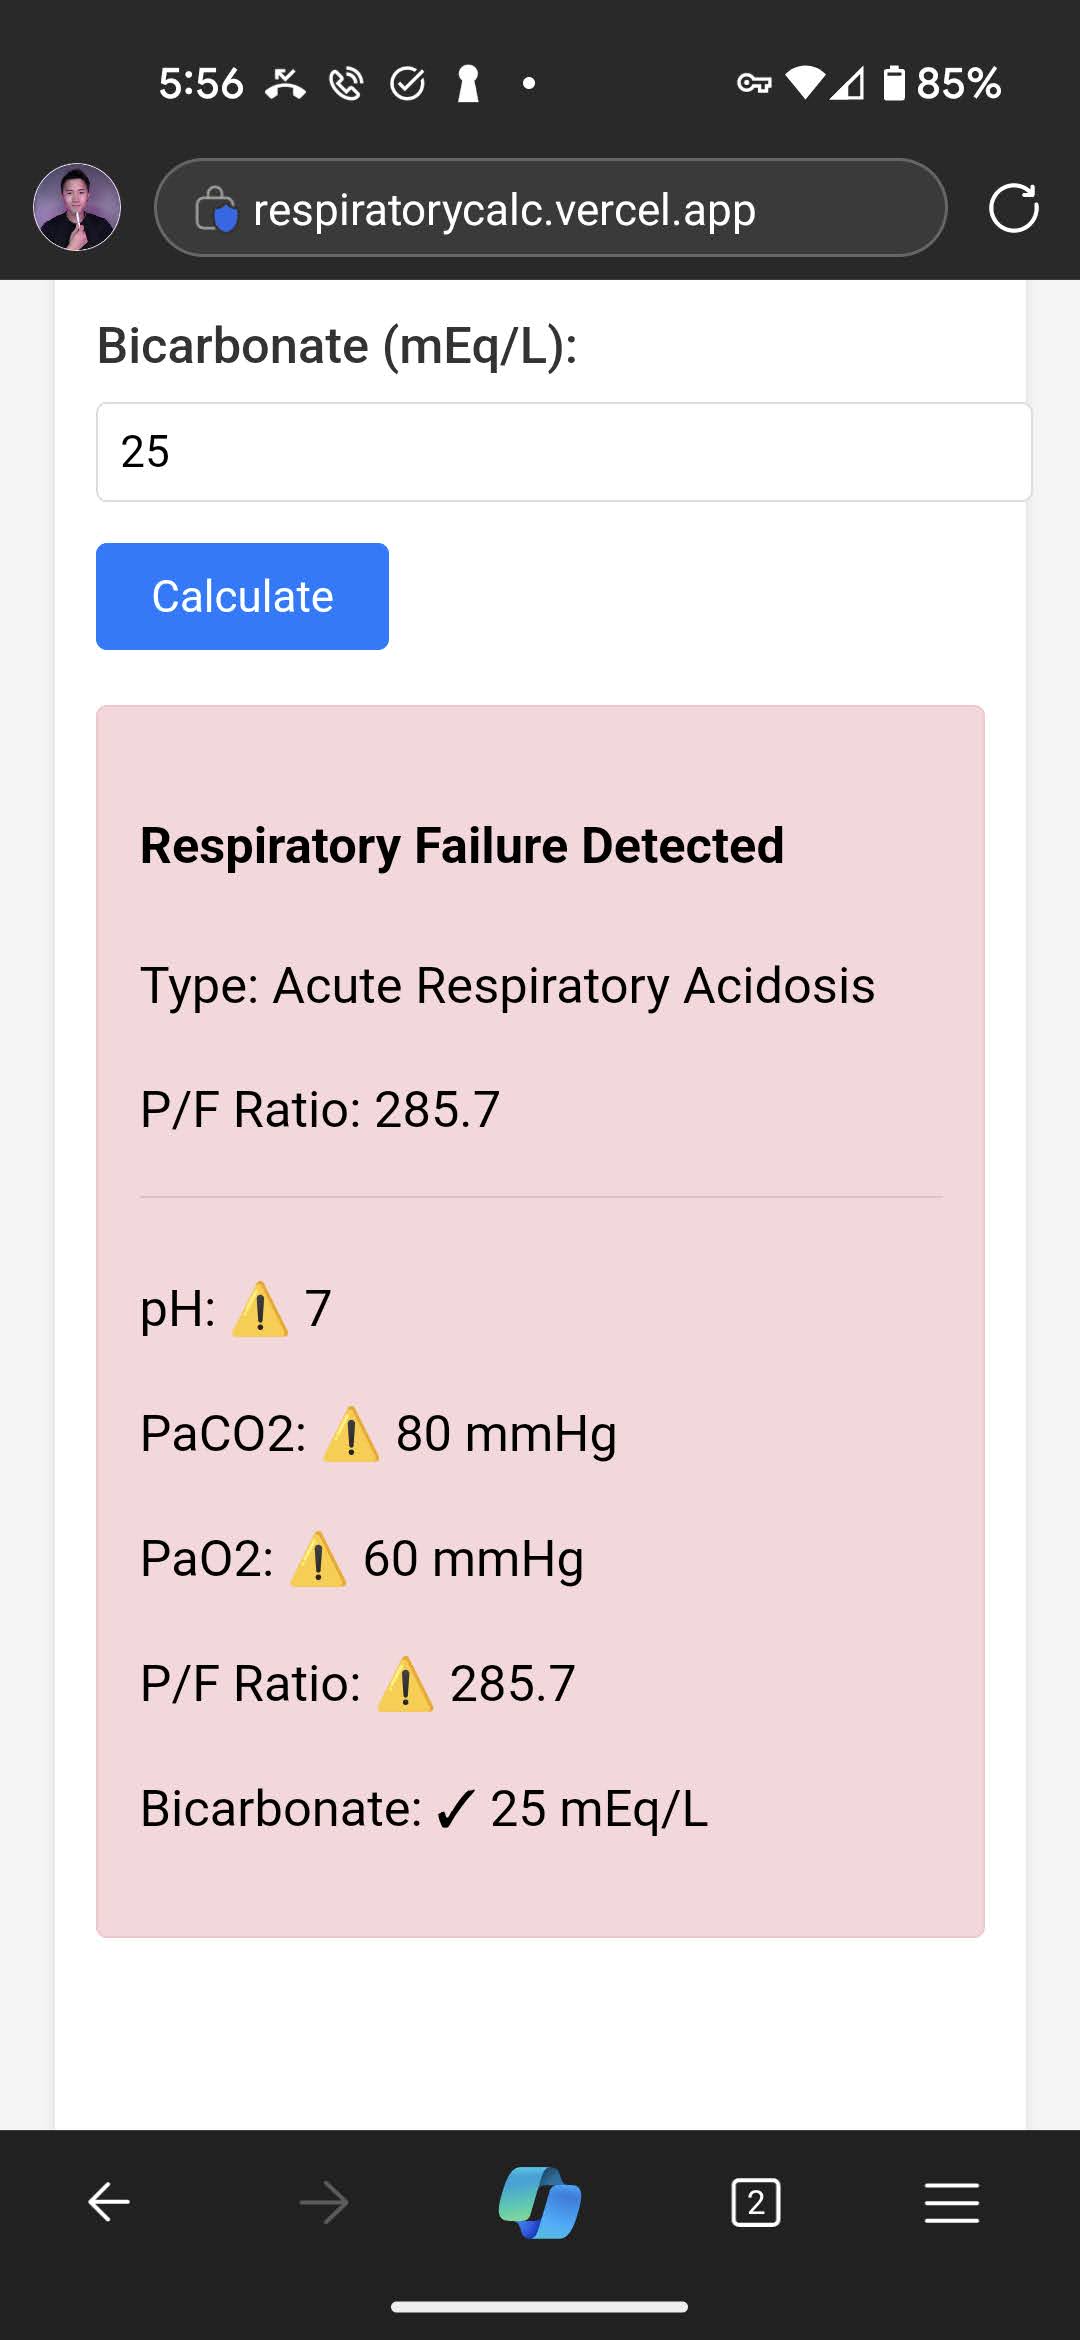 5:56
85%
respiratorycalc.vercel.app
Bicarbonate (mEq/L):
25
Calculate
Respiratory Failure Detected
Type: Acute Respiratory Acidosis
P/F Ratio: 285.7
pH: ⚠️ 7
PaCO2: ⚠️ 80 mmHg
PaO2: ⚠️ 60 mmHg
P/F Ratio: ⚠️ 285.7
Bicarbonate: ✓ 25 mEq/L
2